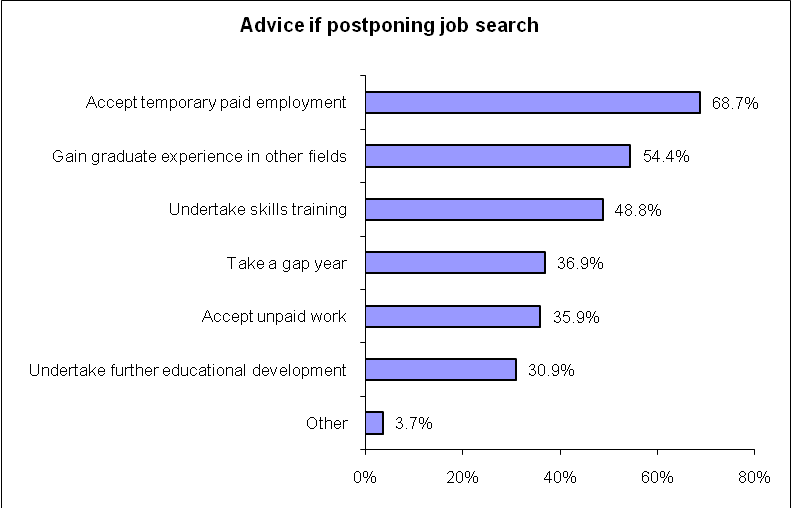 Advice if postponing job search
Accept temporary paid employment 68.7%
Gain graduate experience in other fields 54.4%
Undertake skills training 48.8%
Take a gap year 36.9%
Accept unpaid work 35.9%
Undertake further educational development 30.9%
Other 3.7%
0% 20% 40% 60% 80%